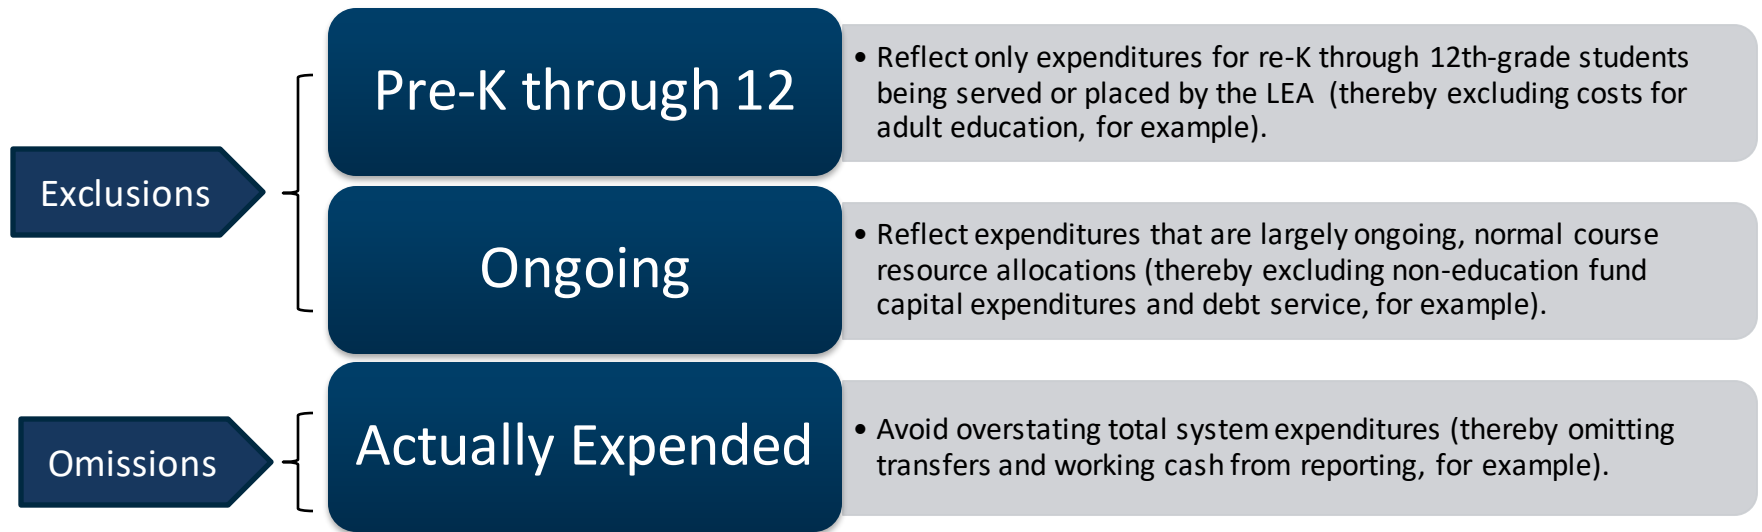 Exclusions
Pre-K through 12
• Reflect only expenditures for re-K through 12th-grade students
being served or placed by the LEA (thereby excluding costs for
adult education, for example).
Ongoing
• Reflect expenditures that are largely ongoing, normal course
resource allocations (thereby excluding non-education fund
capital expenditures and debt service, for example).
Omissions
Actually Expended
• Avoid overstating total system expenditures (thereby omitting
transfers and working cash from reporting, for example).